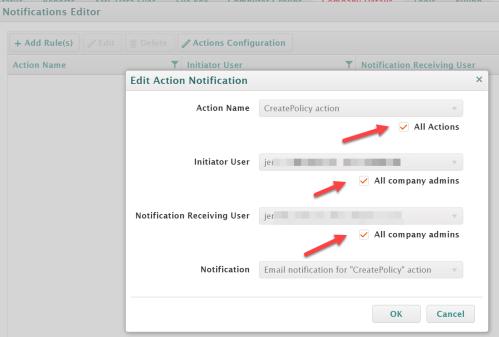 Notifications Editor
+ Add Rule(s) Edit Delete Actions Configuration
Action Name Initiator User Notification Receiving User
Edit Action Notification
Action Name CreatePolicy action
All Actions
Initiator User jer
All company admins
Notification Receiving User jer
All company admins
Notification Email notification for "CreatePolicy" action
OK Cancel